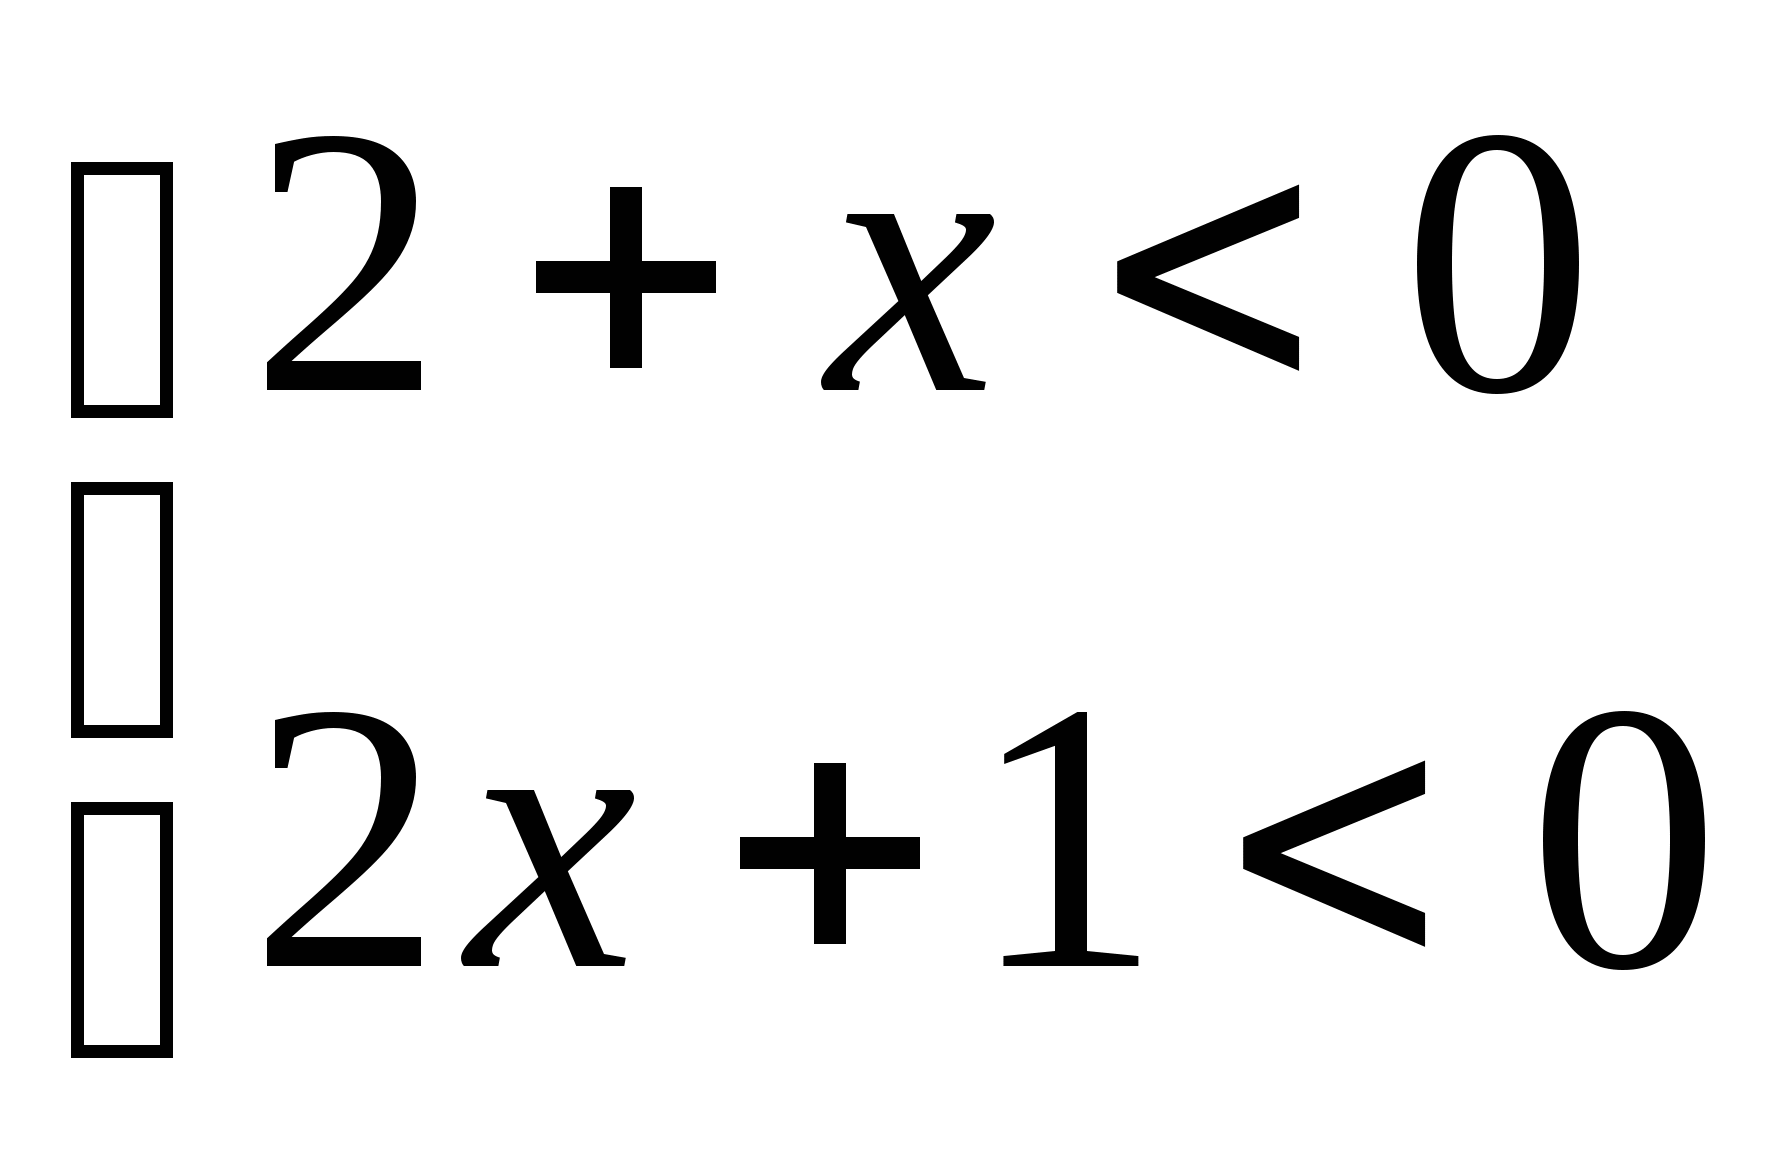 2 + x < 0
2x + 1 < 0